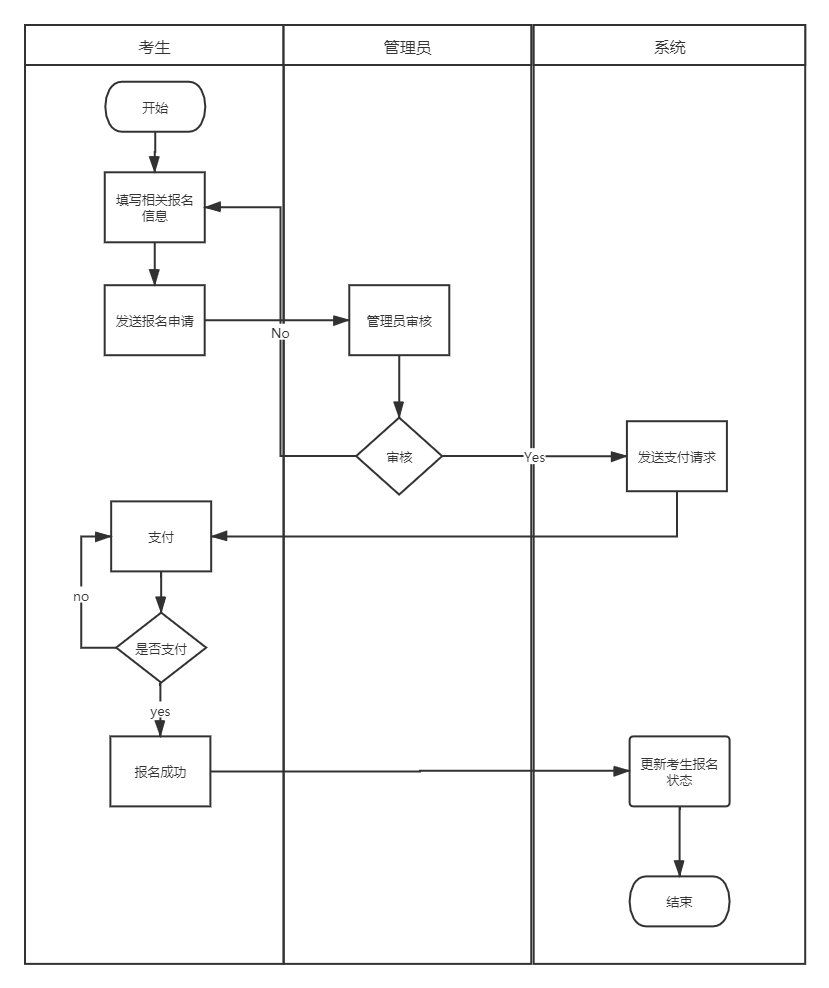 考生
管理员
系统
开始
填写相关报名
信息
发送报名申请
No
管理员审核
审核
Yes
发送支付请求
支付
no
是否支付
yes
报名成功
更新考生报名
状态
结束